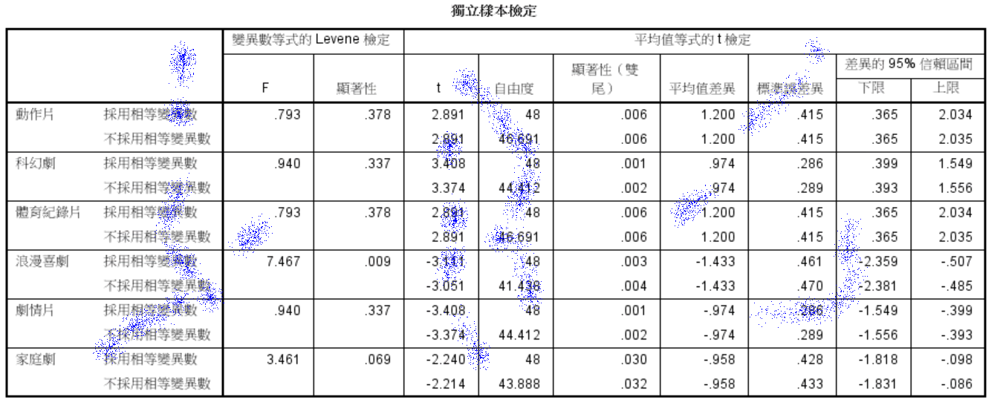 獨立樣本檢定
變異數等式的 Levene 檢定 平均值等式的 t 檢定
差異的 95% 信賴區間
F 顯著性 t 自由度 顯著性（雙尾） 平均值差異 標準誤差異 下限 上限
動作片 採用相等變異數 .793 .378 2.891 48 .006 1.200 .415 .365 2.034
不採用相等變異數 2.891 46.691 .006 1.200 .415 .365 2.035
科幻劇 採用相等變異數 .940 .337 3.408 48 .001 .974 .286 .399 1.549
不採用相等變異數 3.374 44.412 .002 .974 .289 .393 1.556
體育紀錄片 採用相等變異數 .793 .378 2.891 48 .006 1.200 .415 .365 2.034
不採用相等變異數 2.891 46.691 .006 1.200 .415 .365 2.035
浪漫喜劇 採用相等變異數 7.467 .009 -3.111 48 .003 -1.433 .461 -2.359 -.507
不採用相等變異數 -3.051 41.438 .004 -1.433 .470 -2.381 -.485
劇情片 採用相等變異數 .940 .337 -3.408 48 .001 -.974 .286 -1.549 -.399
不採用相等變異數 -3.374 44.412 .002 -.974 .289 -1.556 -.393
家庭劇 採用相等變異數 3.461 .069 -2.240 48 .030 -.958 .428 -1.818 -.098
不採用相等變異數 -2.214 43.888 .032 -.958 .433 -1.831 -.086